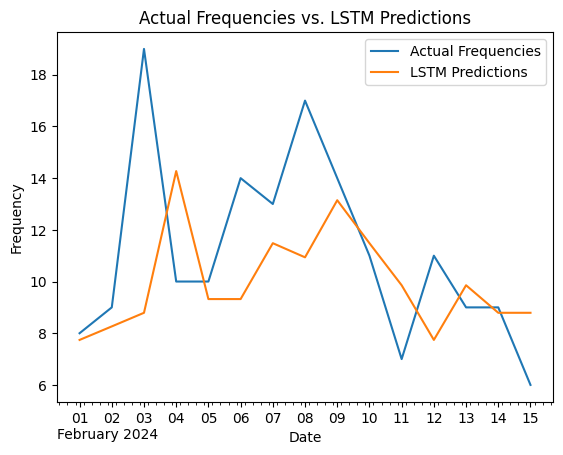 Actual Frequencies vs. LSTM Predictions
Actual Frequencies
LSTM Predictions
Frequency
18
16
14
12
10
8
6
01 02 03 04 05 06 07 08 09 10 11 12 13 14 15
February 2024
Date